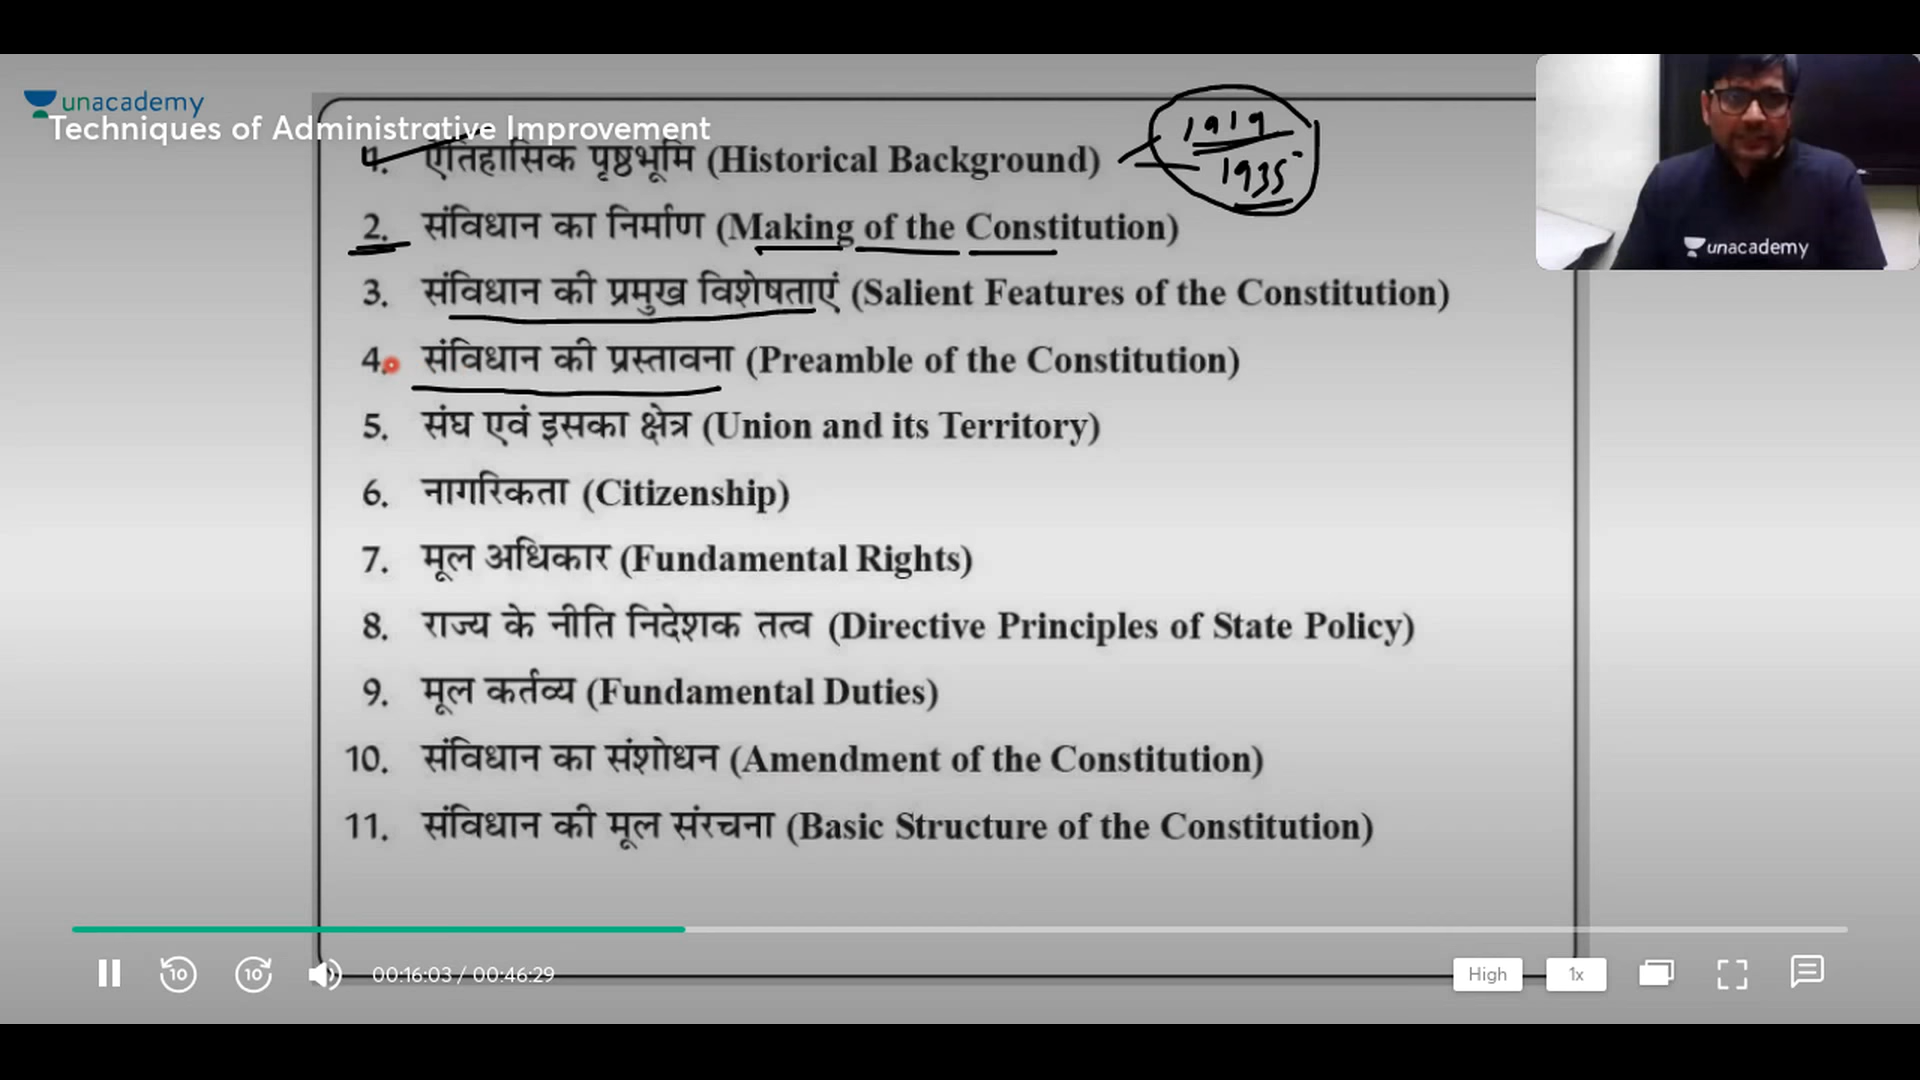 unacademy
Techniques of Administrative Improvement
1. ऐतिहासिक पृष्ठभूमि (Historical Background)
1919
1935
2. संविधान का निर्माण (Making of the Constitution)
3. संविधान की प्रमुख विशेषताएं (Salient Features of the Constitution)
4. संविधान की प्रस्तावना (Preamble of the Constitution)
5. संघ एवं इसका क्षेत्र (Union and its Territory)
6. नागरिकता (Citizenship)
7. मूल अधिकार (Fundamental Rights)
8. राज्य के नीति निदेशक तत्व (Directive Principles of State Policy)
9. मूल कर्तव्य (Fundamental Duties)
10. संविधान का संशोधन (Amendment of the Constitution)
11. संविधान की मूल संरचना (Basic Structure of the Constitution)
unacademy
10 10 00:16:03 / 00:46:29 High 1x